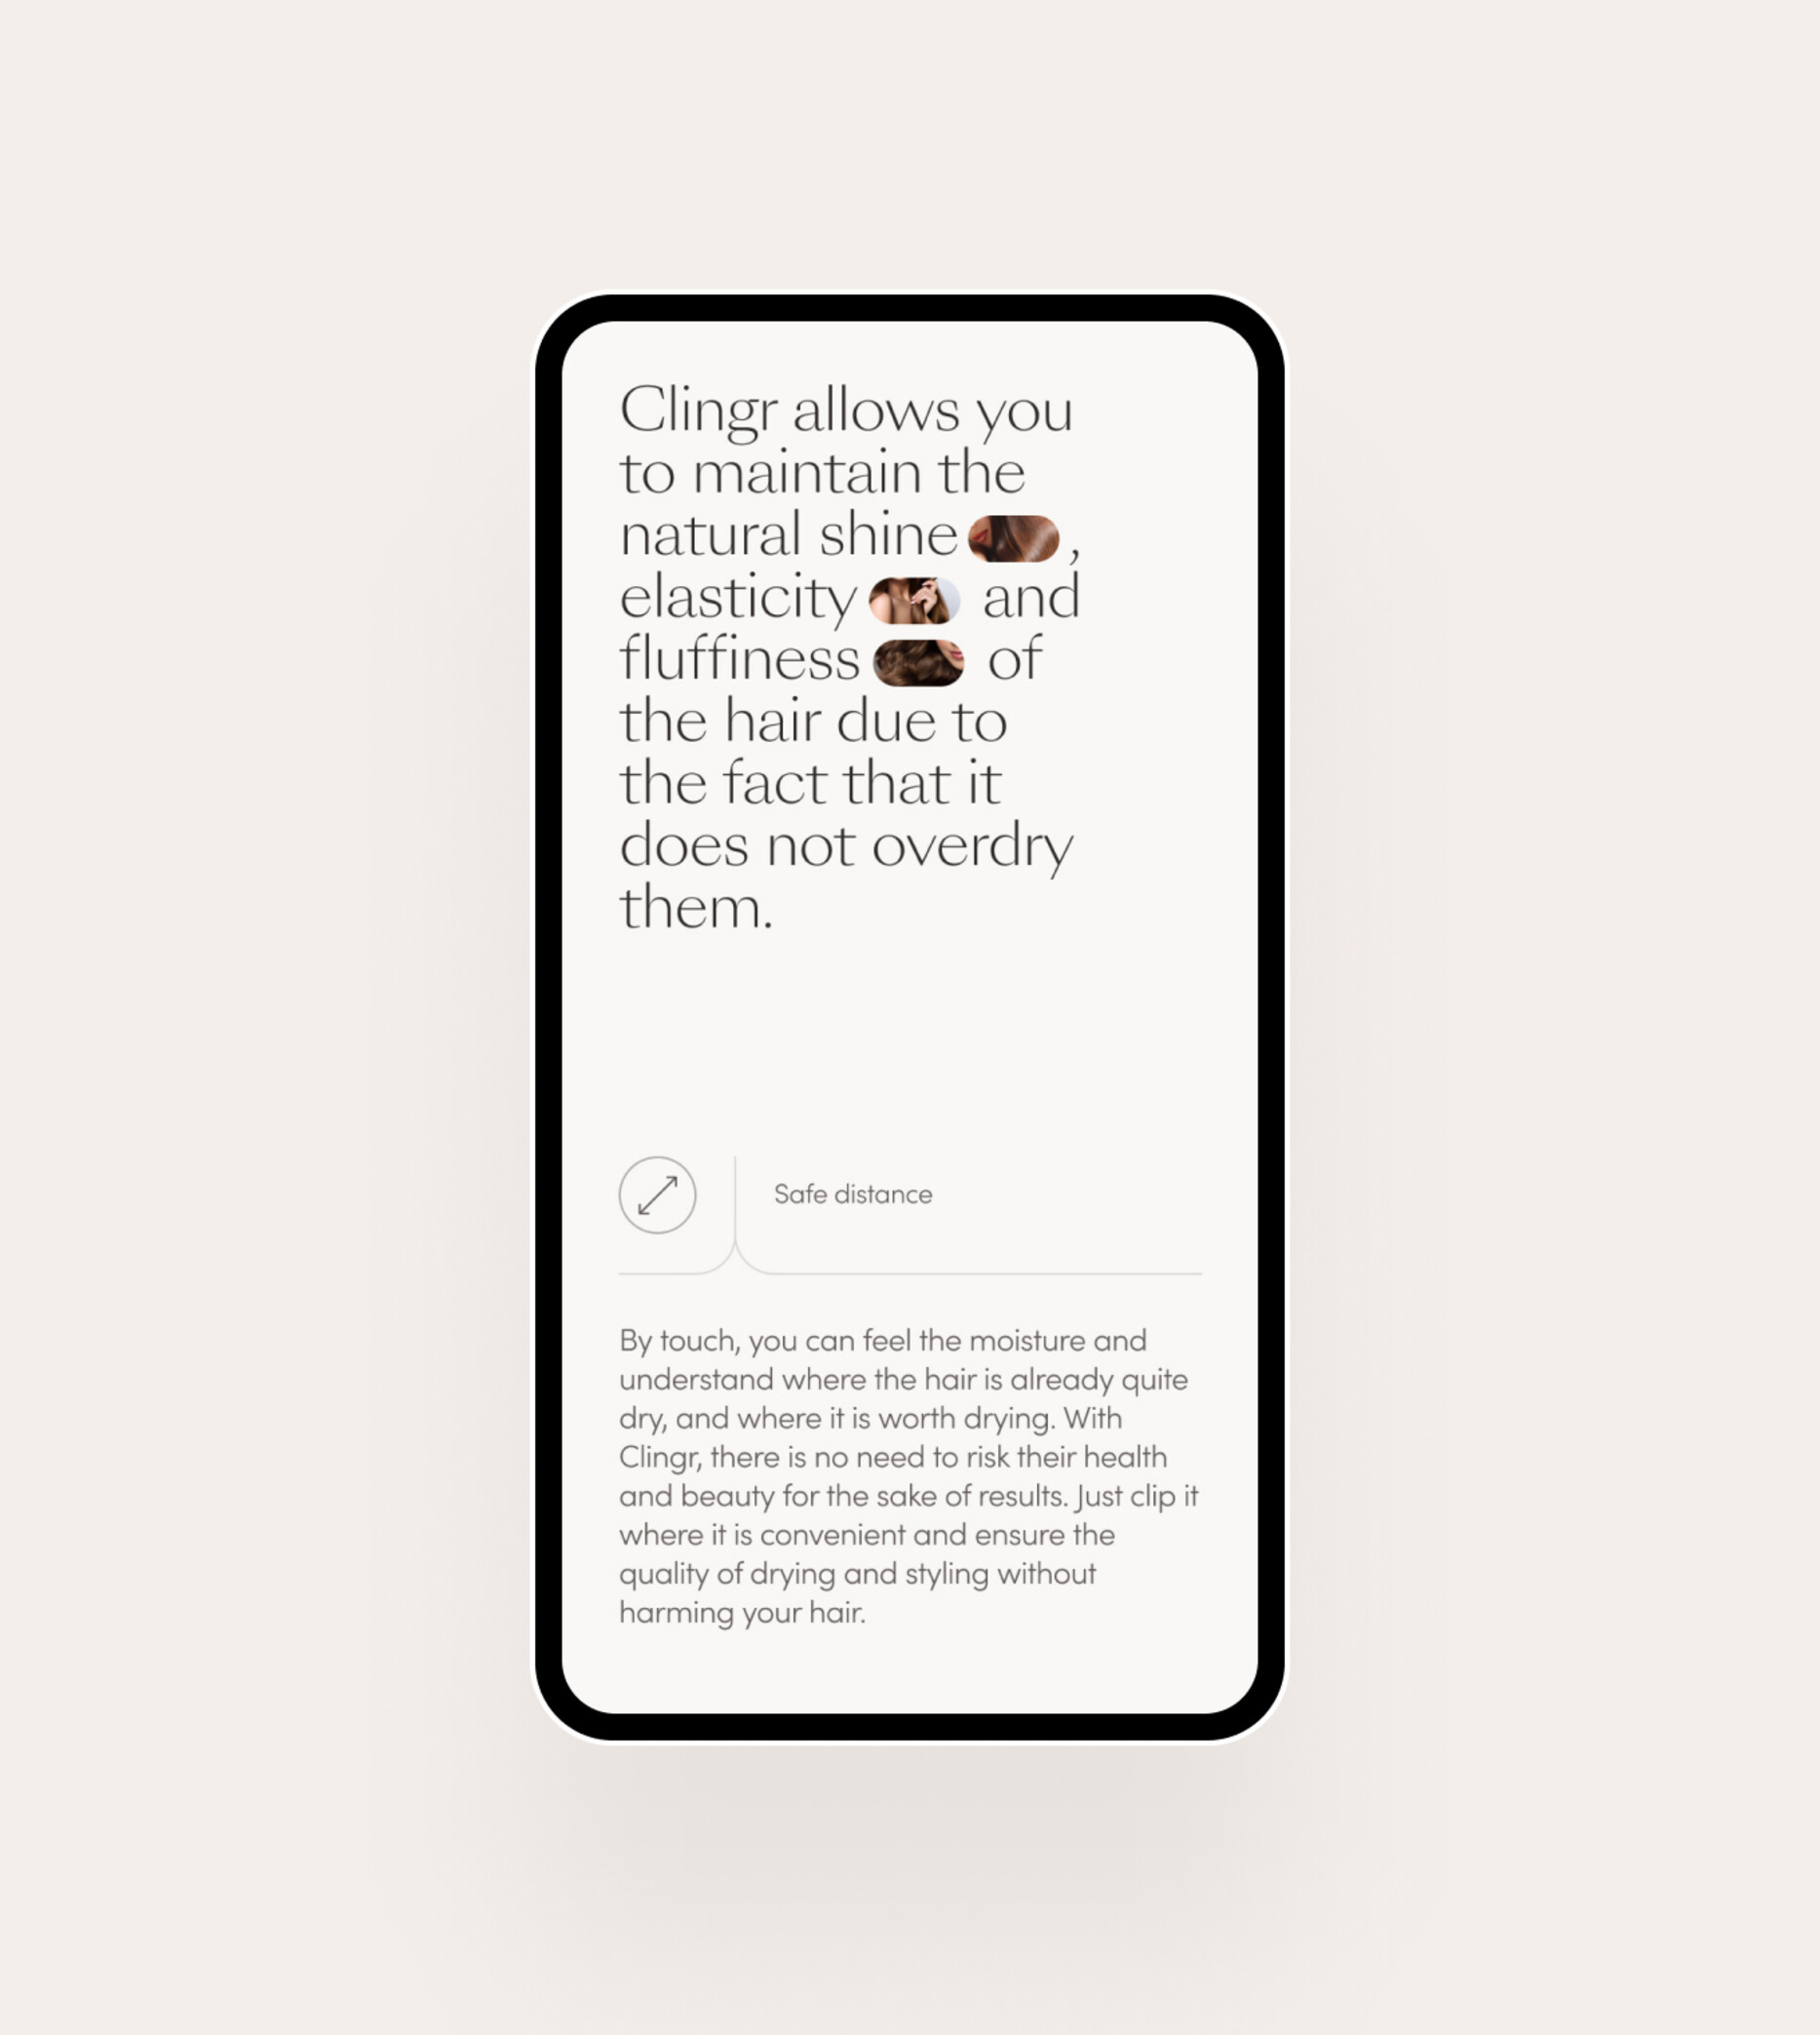 Clingr allows you
to maintain the
natural shine ,
elasticity and
fluffiness of
the hair due to
the fact that it
does not overdry
them.
Safe distance
By touch, you can feel the moisture and
understand where the hair is already quite
dry, and where it is worth drying. With
Clingr, there is no need to risk their health
and beauty for the sake of results. Just clip it
where it is convenient and ensure the
quality of drying and styling without
harming your hair.